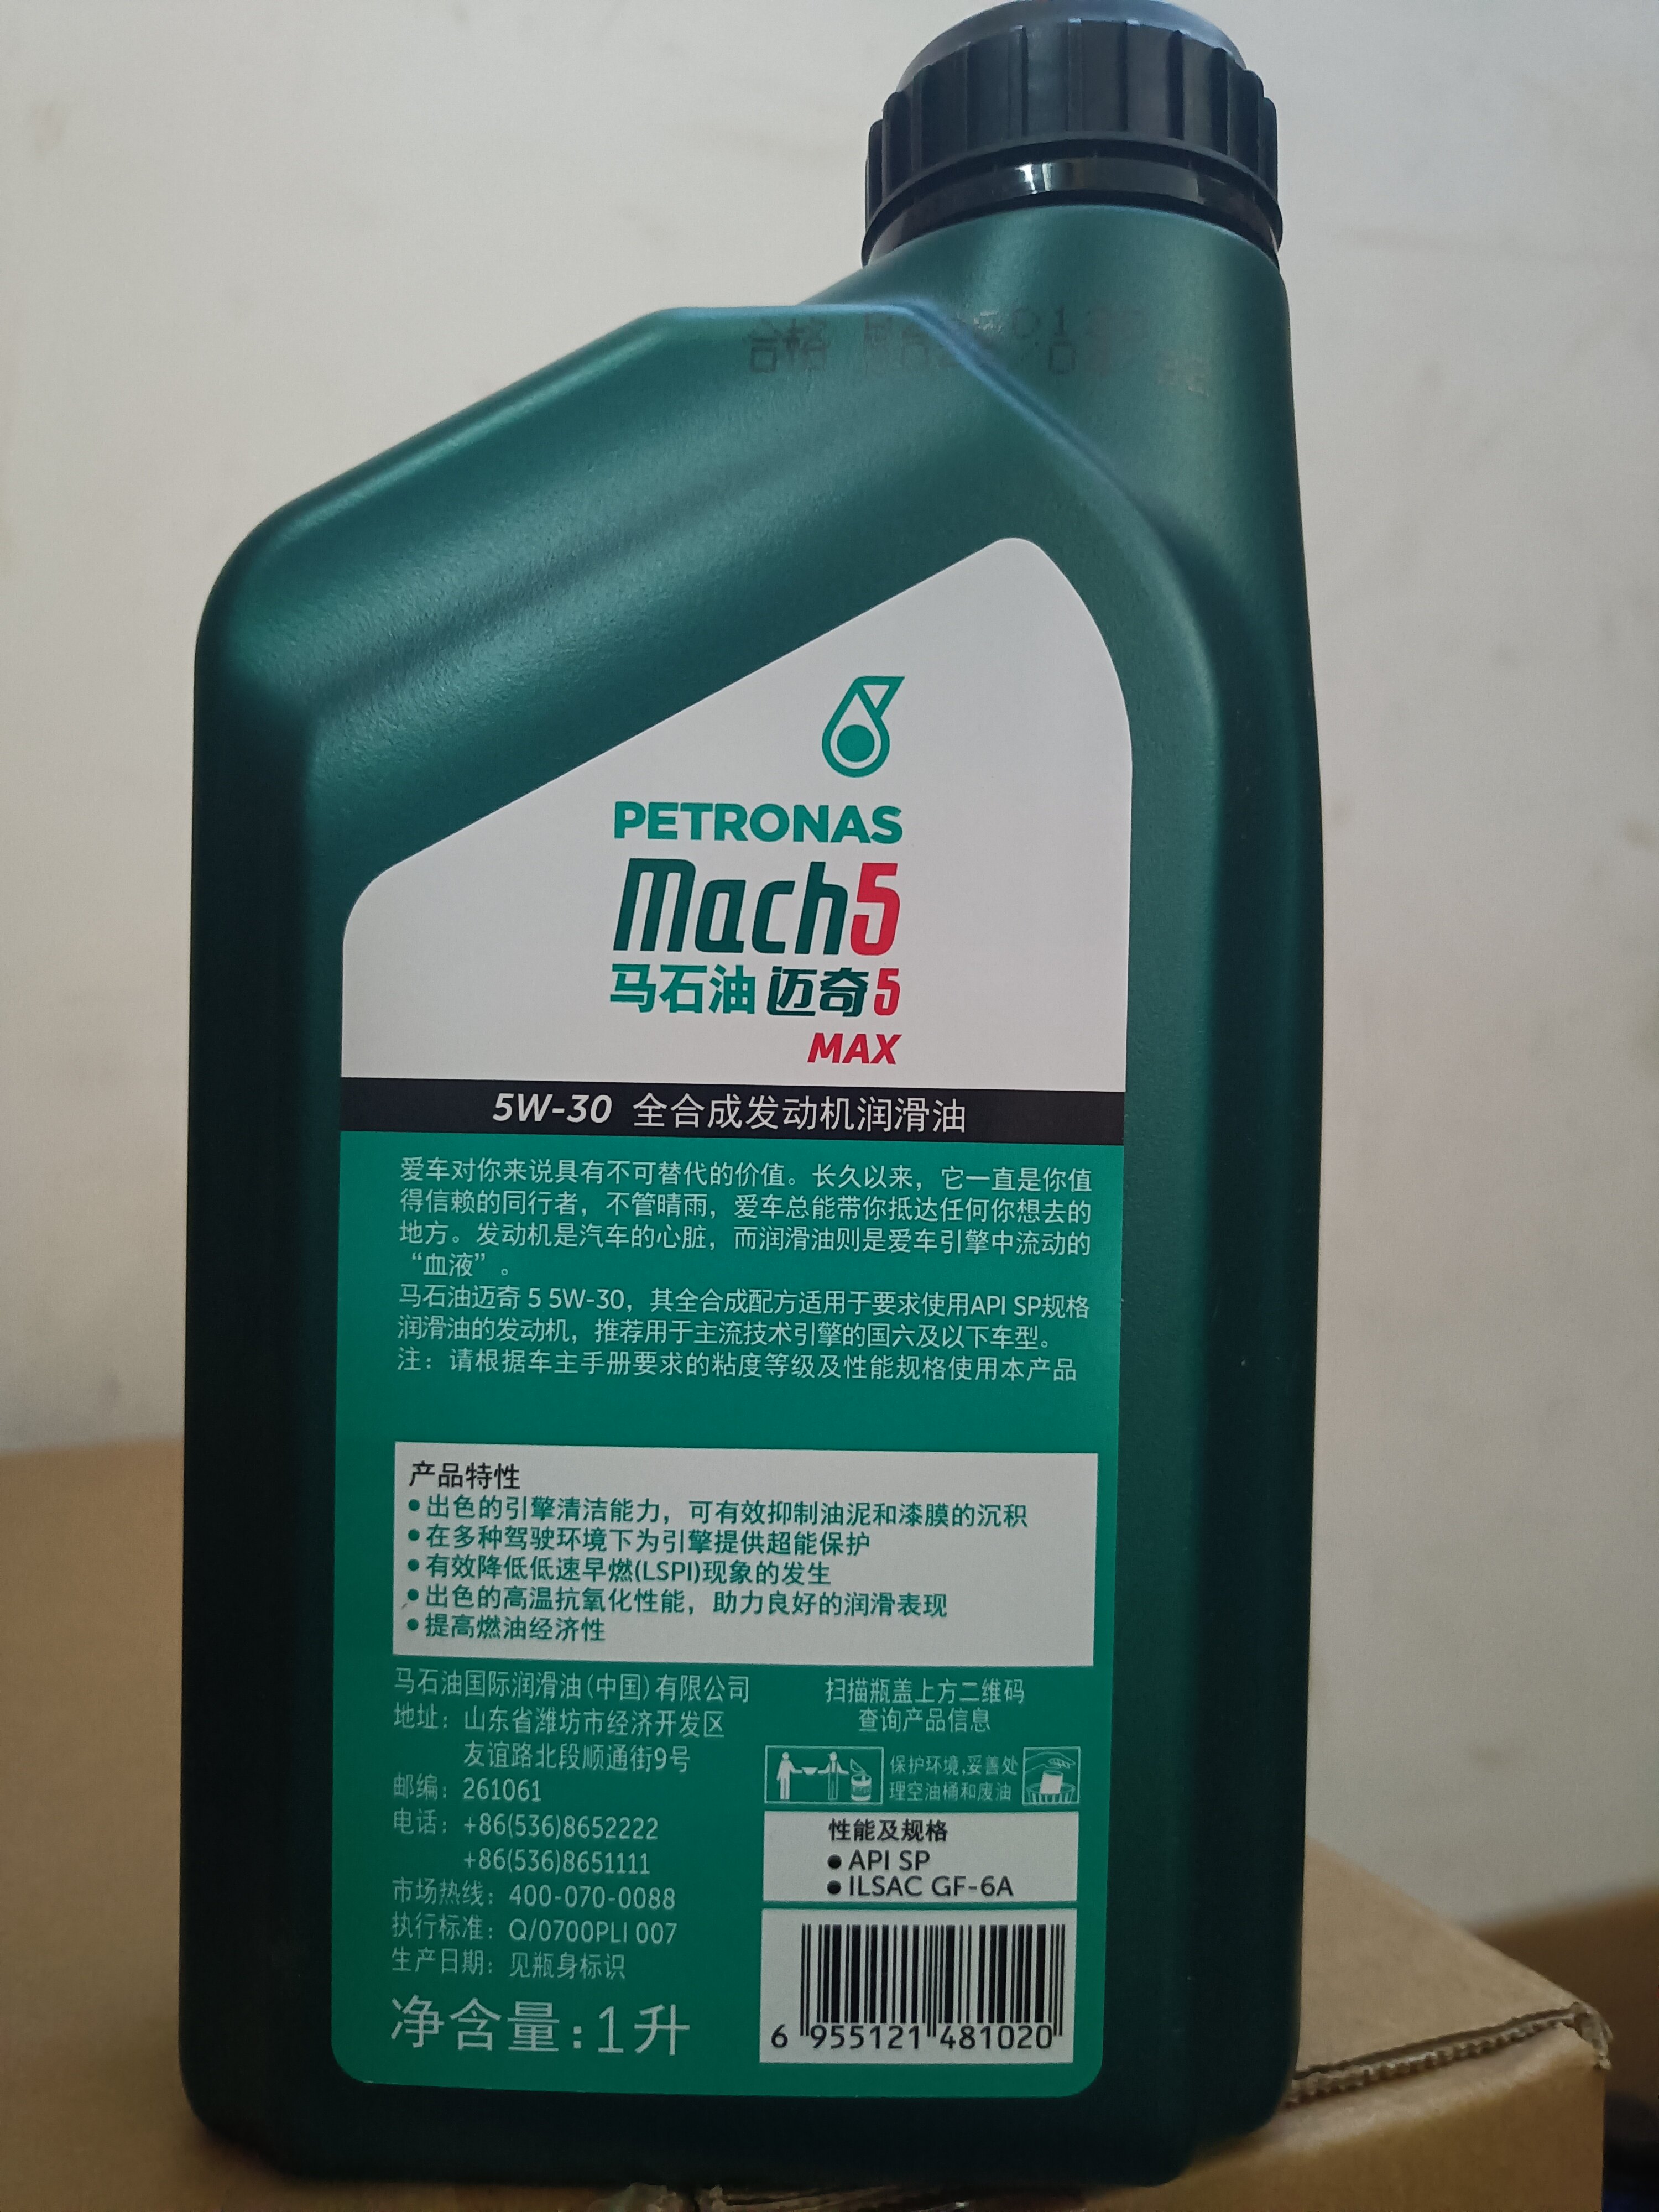 合格
PETRONAS
Mach5
马石油 迈奇5
MAX
5W-30 全合成发动机润滑油
爱车对你来说具有不可替代的价值。长久以来，它一直是你值
得信赖的同行者，不管晴雨，爱车总能带你抵达任何你想去的
地方。发动机是汽车的心脏，而润滑油则是爱车引擎中流动的
“血液”。
马石油迈奇 5 5W-30，其全合成配方适用于要求使用API SP规格
润滑油的发动机，推荐用于主流技术引擎的国六及以下车型。
注：请根据车主手册要求的粘度等级及性能规格使用本产品
产品特性
●出色的引擎清洁能力，可有效抑制油泥和漆膜的沉积
●在多种驾驶环境下为引擎提供超能保护
●有效降低低速早燃(LSPI)现象的发生
●出色的高温抗氧化性能，助力良好的润滑表现
●提高燃油经济性
马石油国际润滑油(中国)有限公司
地址：山东省潍坊市经济开发区
友谊路北段顺通街9号
邮编：261061
电话：+86(536)8652222
+86(536)8651111
市场热线：400-070-0088
执行标准：Q/0700PLI 007
生产日期：见瓶身标识
净含量:1升
扫描瓶盖上方二维码
查询产品信息
保护环境,妥善处
理空油桶和废油
性能及规格
●API SP
●ILSAC GF-6A
6 955121 481020